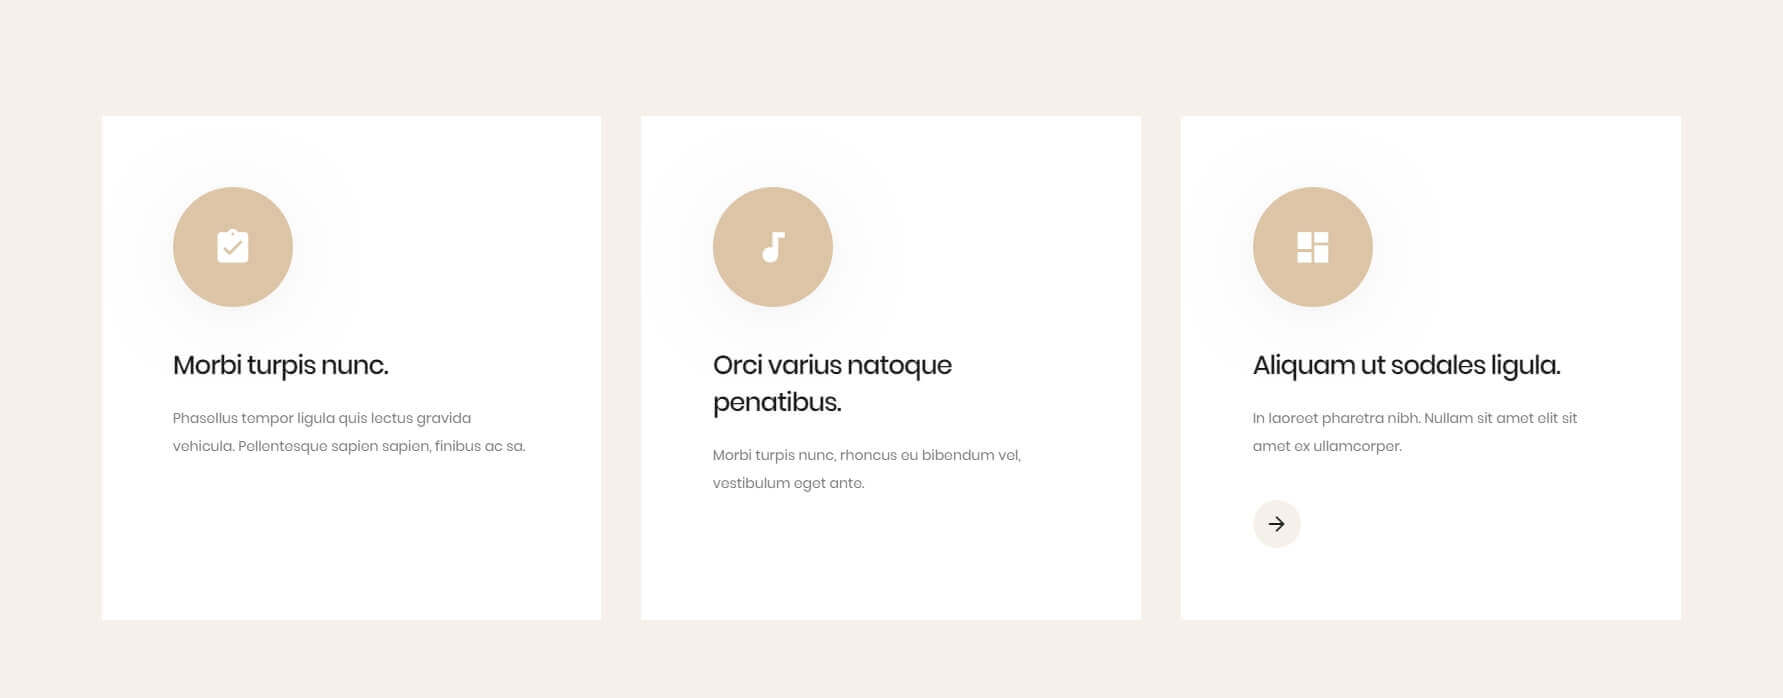 Morbi turpis nunc.
Phasellus tempor ligula quis lectus gravida
vehicula. Pellentesque sapien sapien, finibus ac sa.
Orci varius natoque
penatibus.
Morbi turpis nunc, rhoncus eu bibendum vel,
vestibulum eget ante.
Aliquam ut sodales ligula.
In laoreet pharetra nibh. Nullam sit amet elit sit
amet ex ullamcorper.